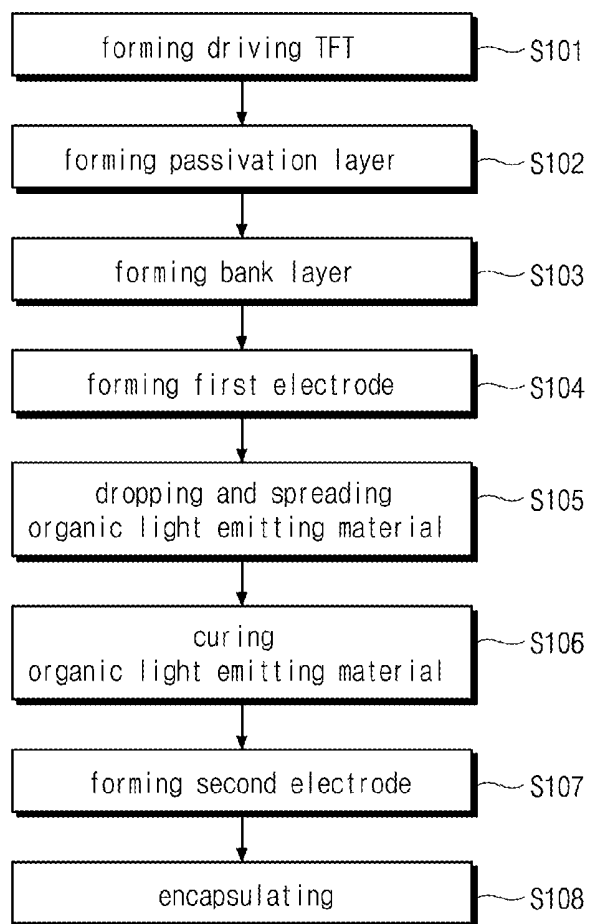 forming driving TFT
S101
forming passivation layer
S102
forming bank layer
S103
forming first electrode
S104
dropping and spreading
organic light emitting material
S105
curing
organic light emitting material
S106
forming second electrode
S107
encapsulating
S108